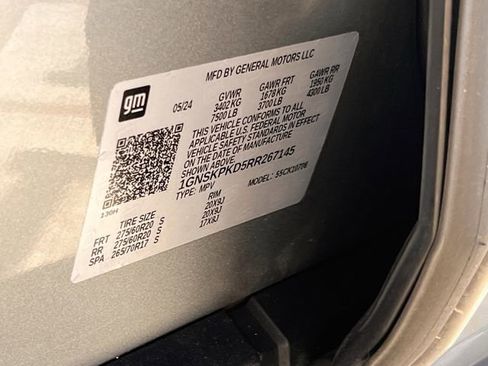 MFD BY GENERAL MOTORS LLC
gm
05/24 GVWR GAWR FRT GAWR RR
3402 KG 1678 KG 1950 KG
7500 LB 3700 LB 4300 LB
THIS VEHICLE CONFORMS TO ALL
APPLICABLE U.S. FEDERAL MOTOR
VEHICLE SAFETY STANDARDS IN EFFECT
ON THE DATE OF MANUFACTURE
SHOWN ABOVE.
1GNSKPKD5RR267145
TYPE: MPV MODEL:
130H
TIRE SIZE RIM
FRT 275/60R20 S 20X9J
RR 275/60R20 S 20X9J
SPA 265/70R17 S 17X8J